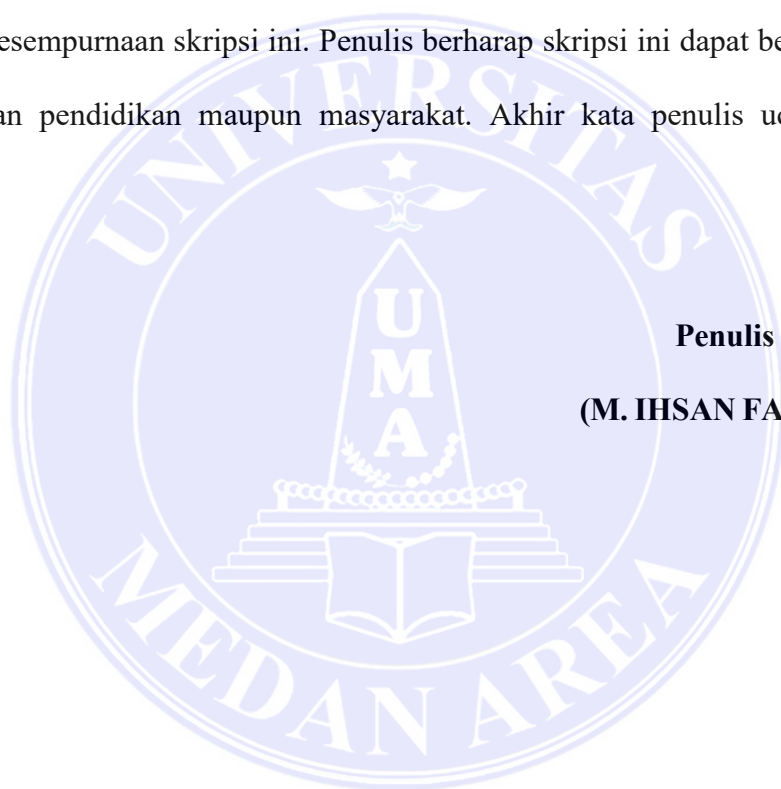 esempurnaan skripsi ini. Penulis berharap skripsi ini dapat be
an pendidikan maupun masyarakat. Akhir kata penulis
UNIVERSITAS
UMA
Penulis
(M. IHSAN FA
MEDAN AREA